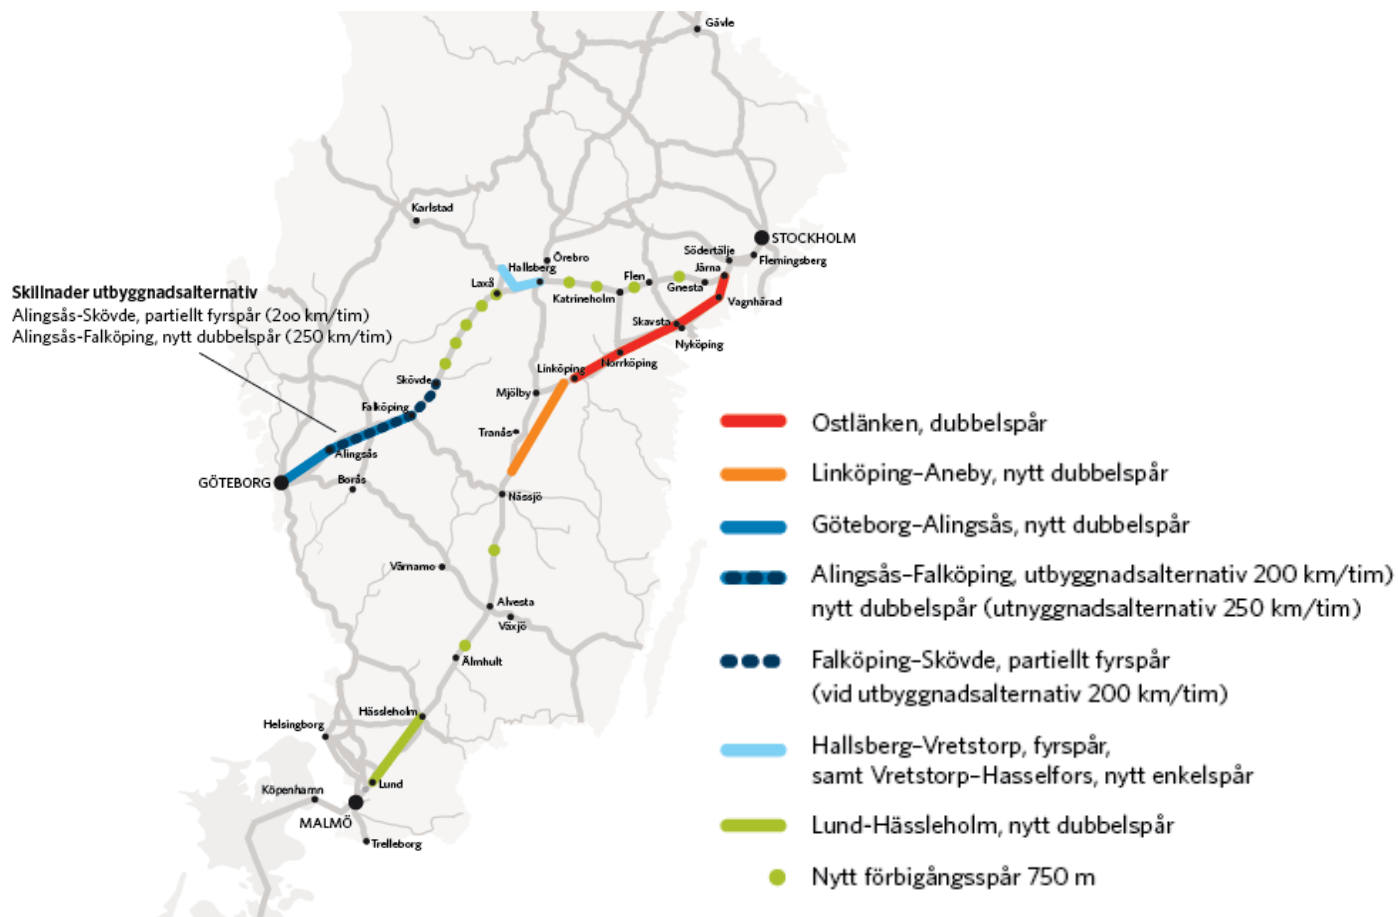 Gävle
Karlstad
STOCKHOLM
Södertälje
Flemingsberg
Örebro
Hallsberg
Järna
Flen
Gnesta
Laxå
Katrineholm
Vagnhärad
Skillnader utbyggnadsalternativ
Alingsås-Skövde, partiellt fyrspår (2oo km/tim)
Alingsås-Falköping, nytt dubbelspår (250 km/tim)
Skavsta
Nyköping
Norrköping
Linköping
Skövde
Mjölby
Falköping
Tranås
Alingsås
GÖTEBORG
Borås
Nässjö
Värnamo
Alvesta
Växjö
Älmhult
Hässleholm
Helsingborg
Lund
Köpenhamn
MALMÖ
Trelleborg
Ostlänken, dubbelspår
Linköping–Aneby, nytt dubbelspår
Göteborg–Alingsås, nytt dubbelspår
Alingsås–Falköping, utbyggnadsalternativ 200 km/tim)
nytt dubbelspår (utnyggnadsalternativ 250 km/tim)
Falköping–Skövde, partiellt fyrspår
(vid utbyggnadsalternativ 200 km/tim)
Hallsberg–Vretstorp, fyrspår,
samt Vretstorp–Hasselfors, nytt enkelspår
Lund-Hässleholm, nytt dubbelspår
Nytt förbigångsspår 750 m